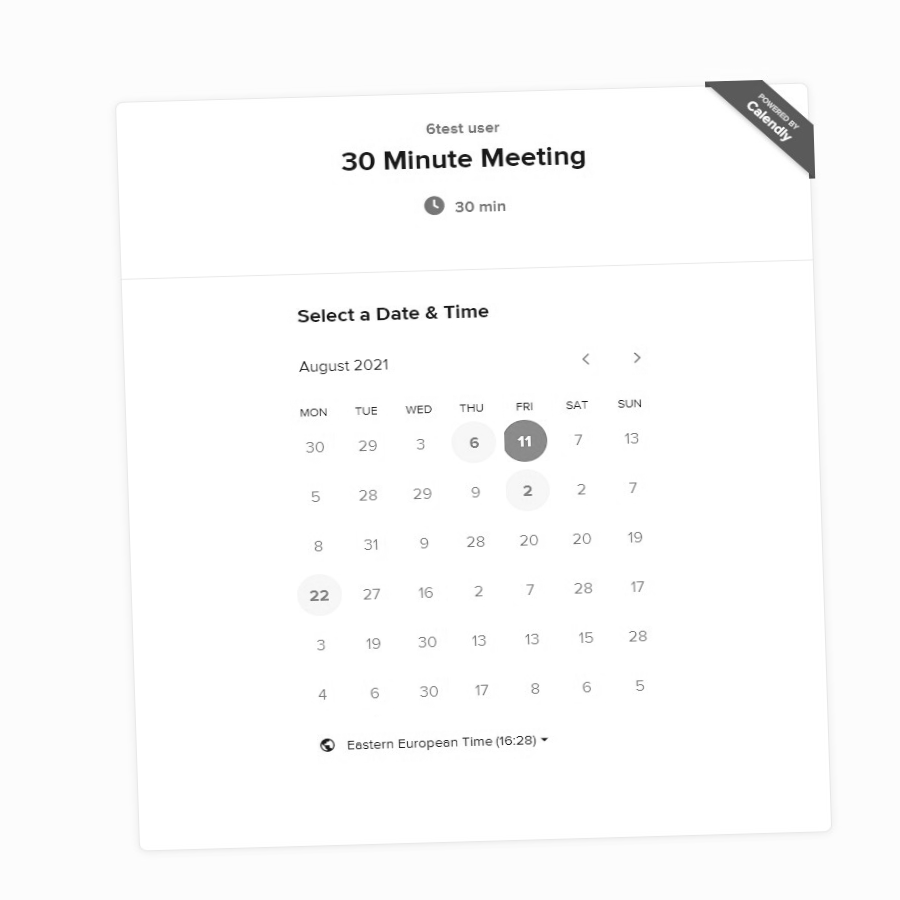 POWERED BY
Calendly
6test user
30 Minute Meeting
30 min
Select a Date & Time
August 2021
MON TUE WED THU FRI SAT SUN
30 29 3 6 11 7 13
5 28 29 9 2 2 7
8 31 9 28 20 20 19
22 27 16 2 7 28 17
3 19 30 13 13 15 28
4 6 30 17 8 6 5
Eastern European Time (16:28)